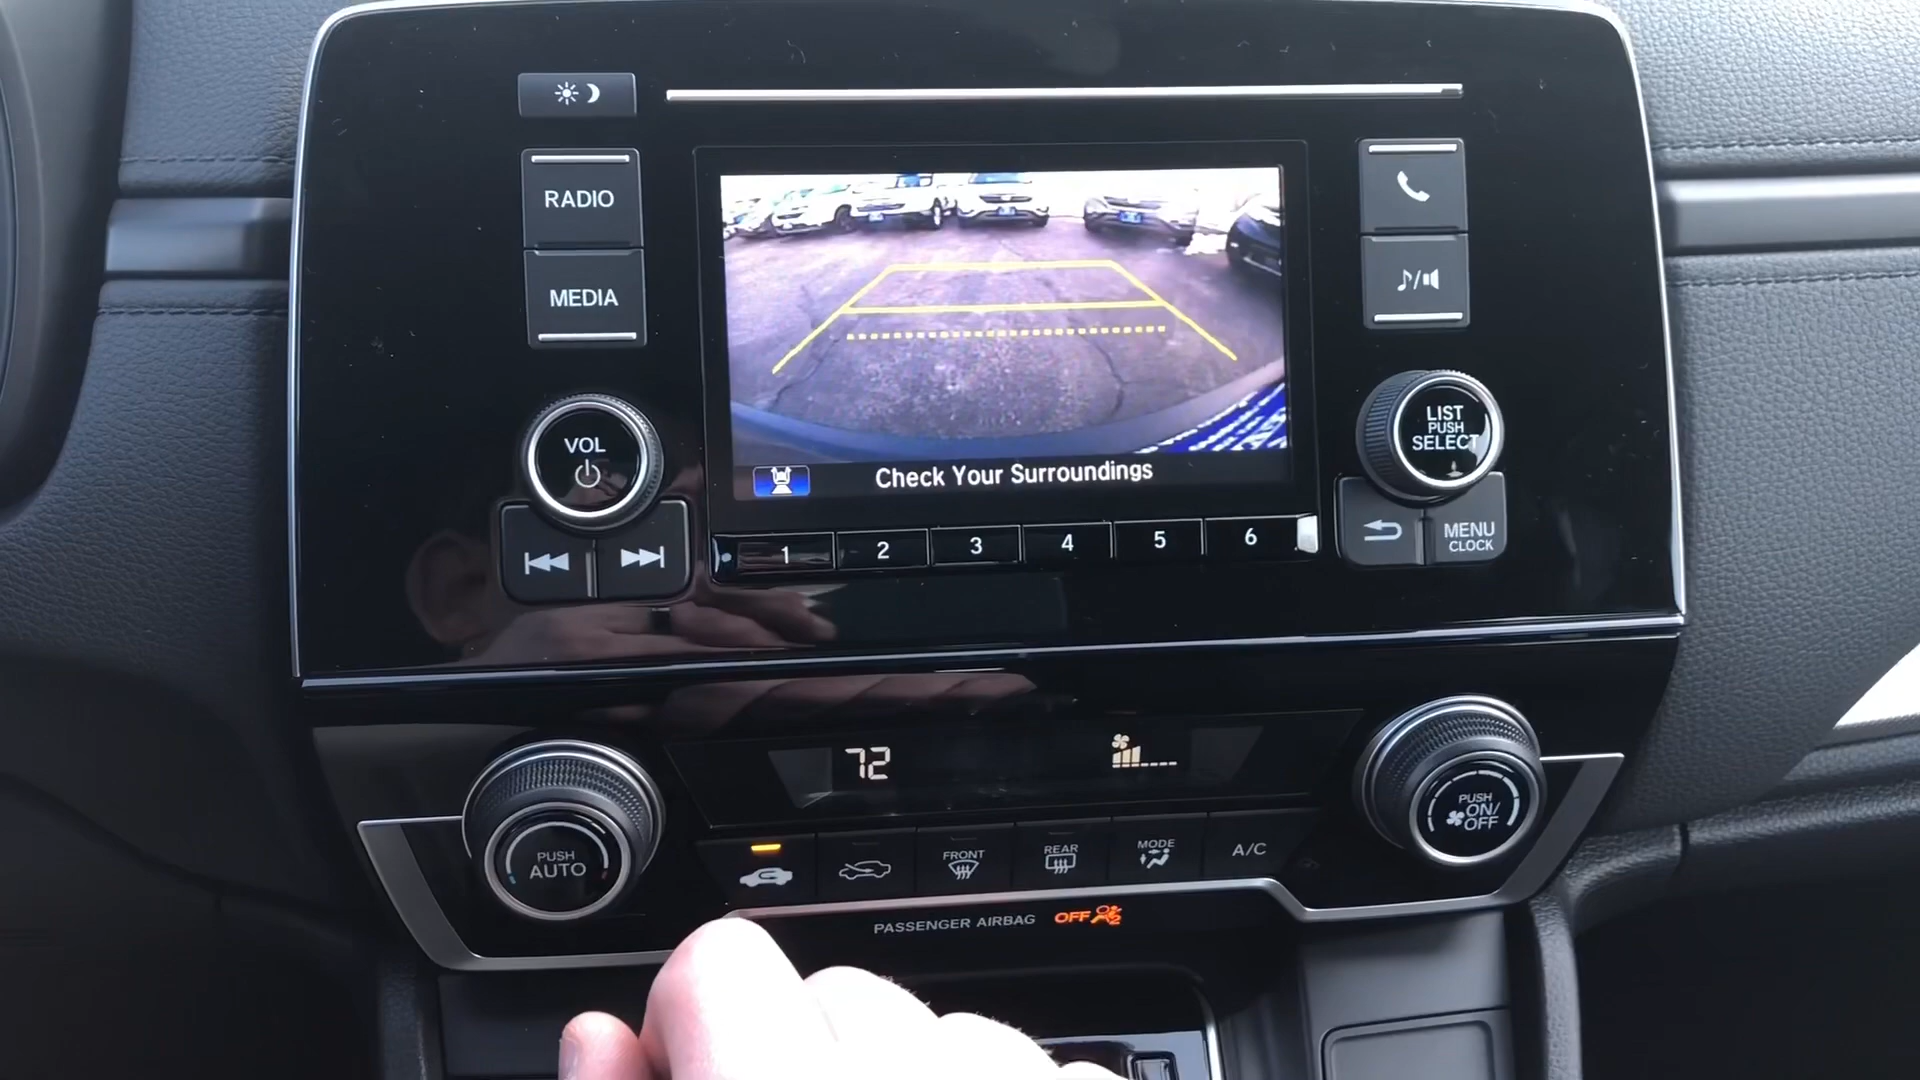 RADIO
MEDIA
VOL
LIST
PUSH
SELECT
MENU
CLOCK
Check Your Surroundings
1 2 3 4 5 6
72
PUSH
AUTO
FRONT
REAR
MODE
A/C
PUSH
ON/
OFF
PASSENGER AIRBAG OFF 2